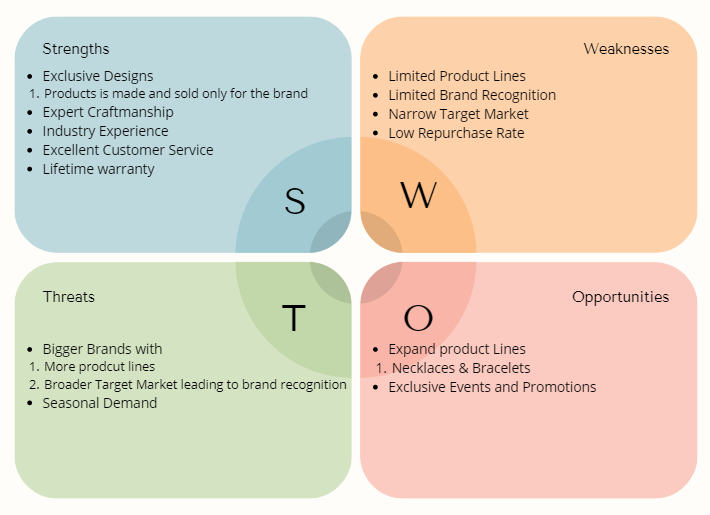 Strengths
• Exclusive Designs
1. Products is made and sold only for the brand
• Expert Craftmanship
• Industry Experience
• Excellent Customer Service
• Lifetime warranty
S
Weaknesses
• Limited Product Lines
• Limited Brand Recognition
• Narrow Target Market
• Low Repurchase Rate
W
Threats
T
• Bigger Brands with
1. More prodcut lines
2. Broader Target Market leading to brand recognition
• Seasonal Demand
Opportunities
O
• Expand product Lines
1. Necklaces & Bracelets
• Exclusive Events and Promotions